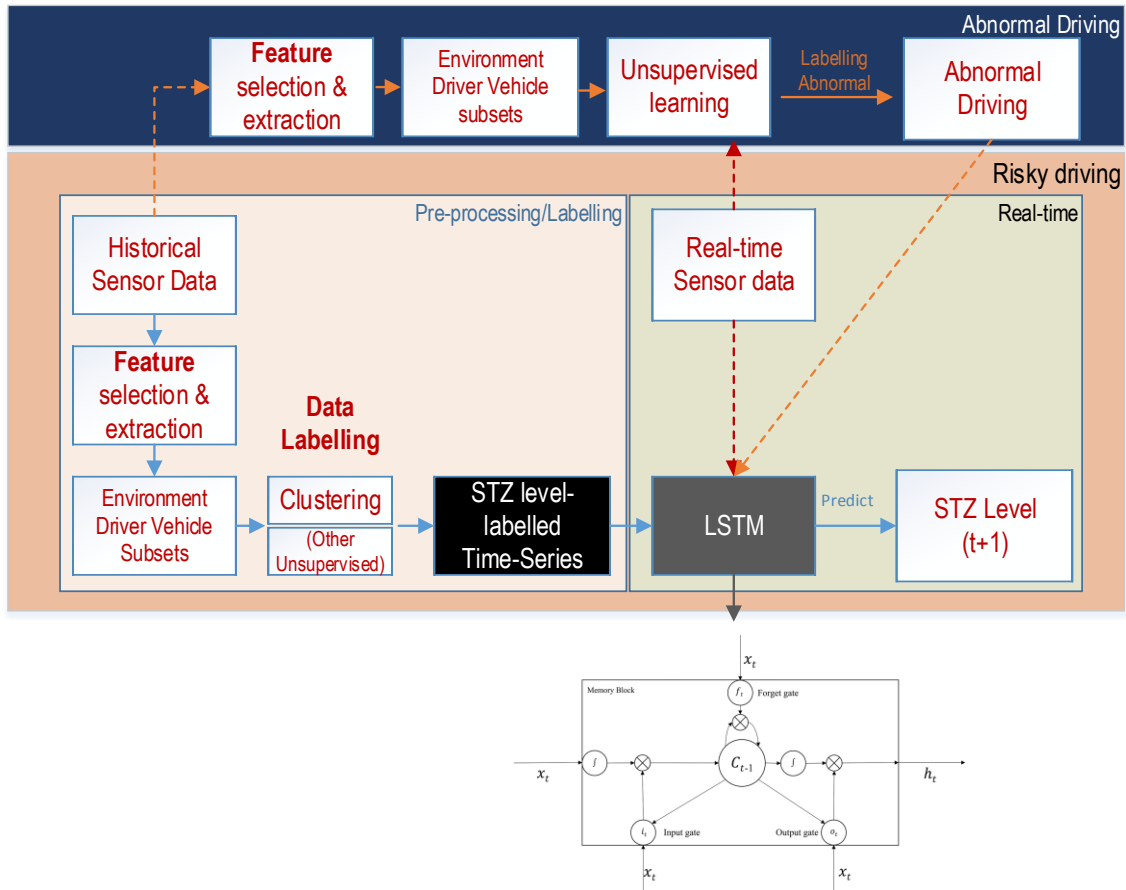 Abnormal Driving
Feature
selection &
extraction
Environment
Driver Vehicle
subsets
Unsupervised
learning
Labelling
Abnormal
Abnormal
Driving
Risky driving
Pre-processing/Labelling
Real-time
Historical
Sensor Data
Real-time
Sensor data
Feature
selection &
extraction
Data
Labelling
Environment
Driver Vehicle
Subsets
Clustering
(Other
Unsupervised)
STZ level-
labelled
Time-Series
LSTM
Predict
STZ Level
(t+1)
x_t
Memory Block
f_t
Forget gate
x_t
∫
C_{t-1}
∫
h_t
i_t
Input gate
Output gate
o_t
x_t
x_t